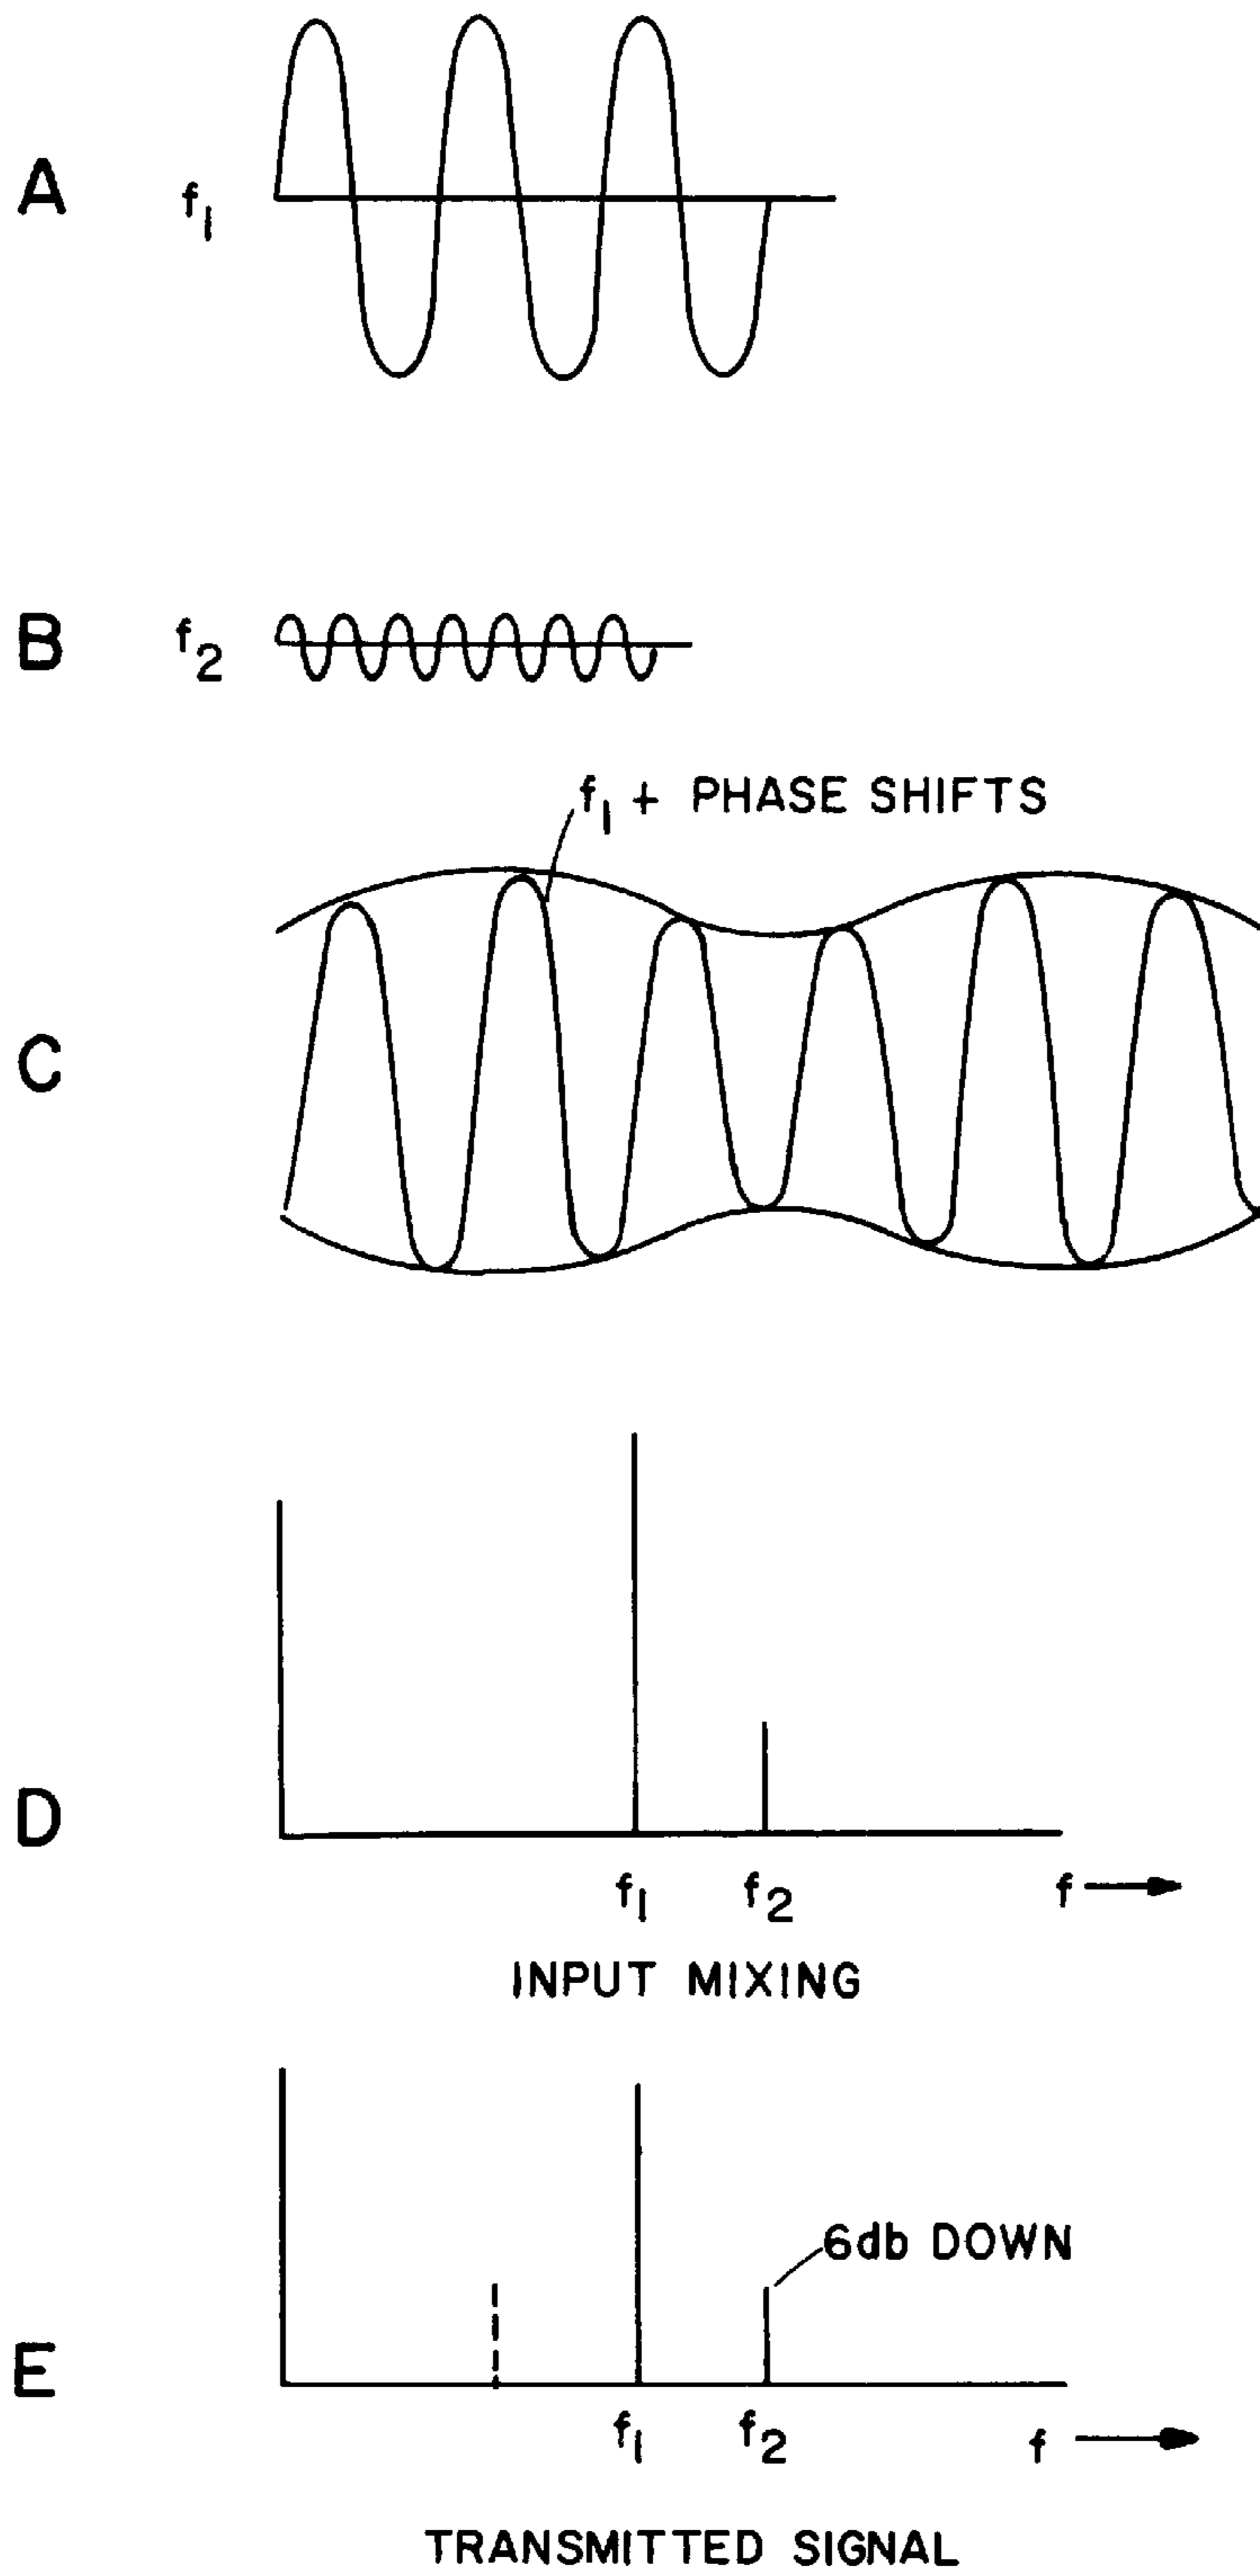 A f₁
B f₂
f₁ + PHASE SHIFTS
C
D
f₁ f₂ f
INPUT MIXING
6db DOWN
E
f₁ f₂ f
TRANSMITTED SIGNAL